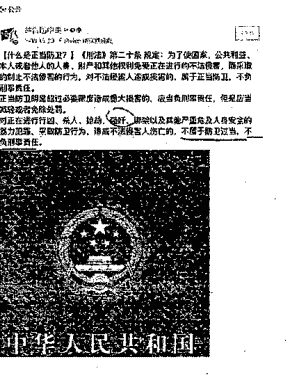 【什么是正当防卫？】《刑法》第二十条规定：为了使国家、公共利益、
本人或者他人的人身、财产和其他权利免受正在进行的不法侵害，而采取
的制止不法侵害的行为，对不法侵害人造成损害的，属于正当防卫，不负
刑事责任。
正当防卫明显超过必要限度造成重大损害的，应当负刑事责任，但是应当
减轻或者免除处罚。
对正在进行行凶、杀人、抢劫、强奸、绑架以及其他严重危及人身安全的
暴力犯罪，采取防卫行为，造成不法侵害人伤亡的，不属于防卫过当，不
负刑事责任。
中华人民共和国